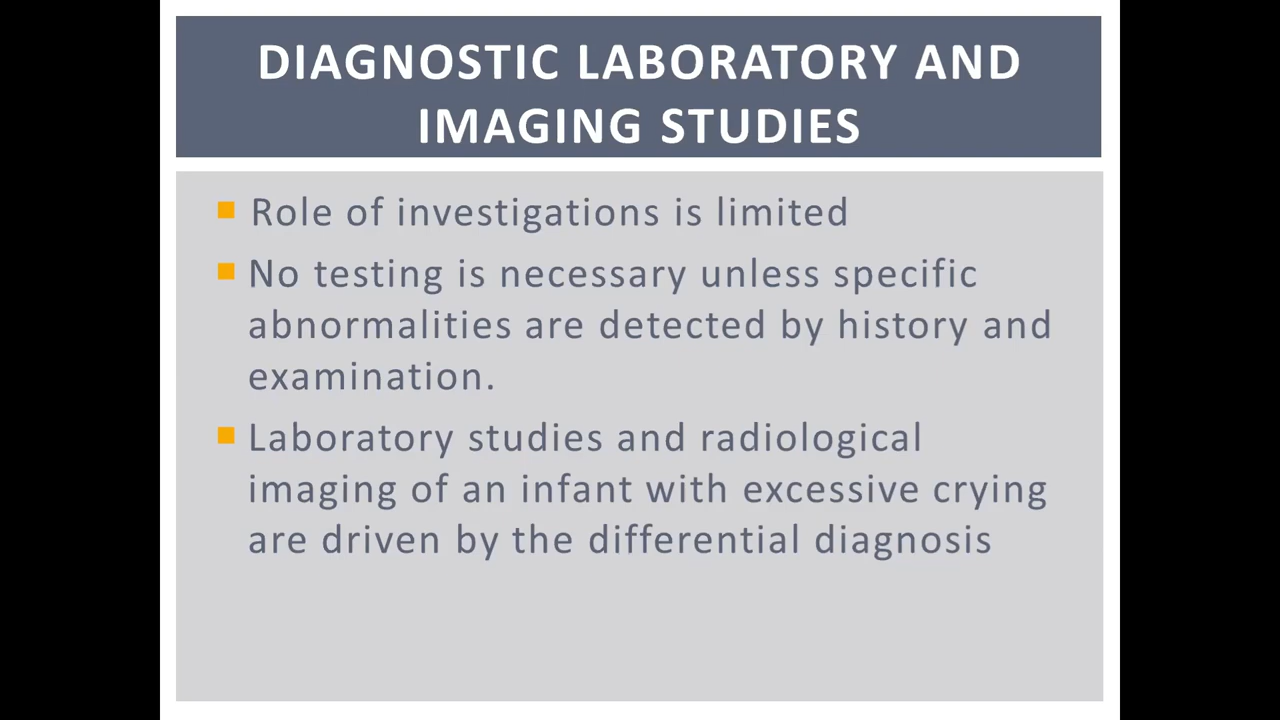 DIAGNOSTIC LABORATORY AND
IMAGING STUDIES
Role of investigations is limited
No testing is necessary unless specific
abnormalities are detected by history and
examination.
Laboratory studies and radiological
imaging of an infant with excessive crying
are driven by the differential diagnosis